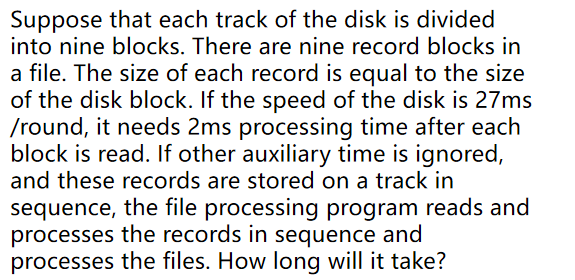 Suppose that each track of the disk is divided
into nine blocks. There are nine record blocks in
a file. The size of each record is equal to the size
of the disk block. If the speed of the disk is 27ms
/round, it needs 2ms processing time after each
block is read. If other auxiliary time is ignored,
and these records are stored on a track in
sequence, the file processing program reads and
processes the records in sequence and
processes the files. How long will it take?